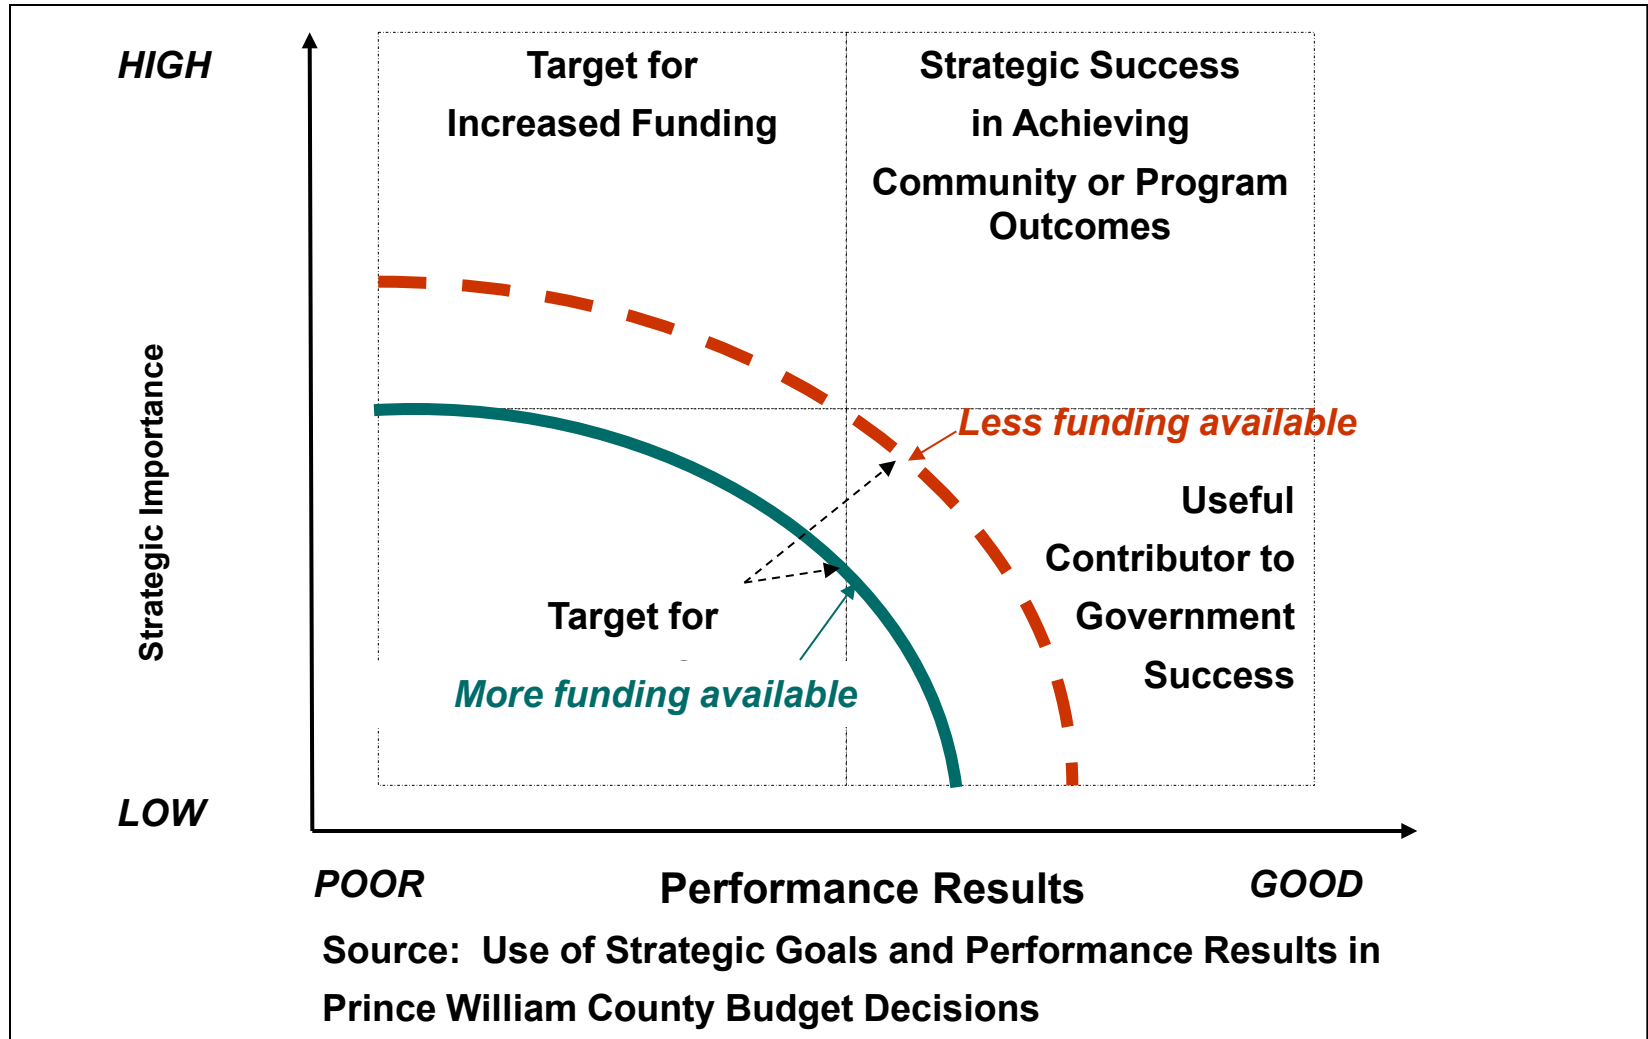 HIGH
Target for
Increased Funding
Strategic Success
in Achieving
Community or Program
Outcomes
Strategic Importance
Less funding available
Useful
Contributor to
Government
Success
Target for
More funding available
LOW
POOR
Performance Results
GOOD
Source: Use of Strategic Goals and Performance Results in
Prince William County Budget Decisions